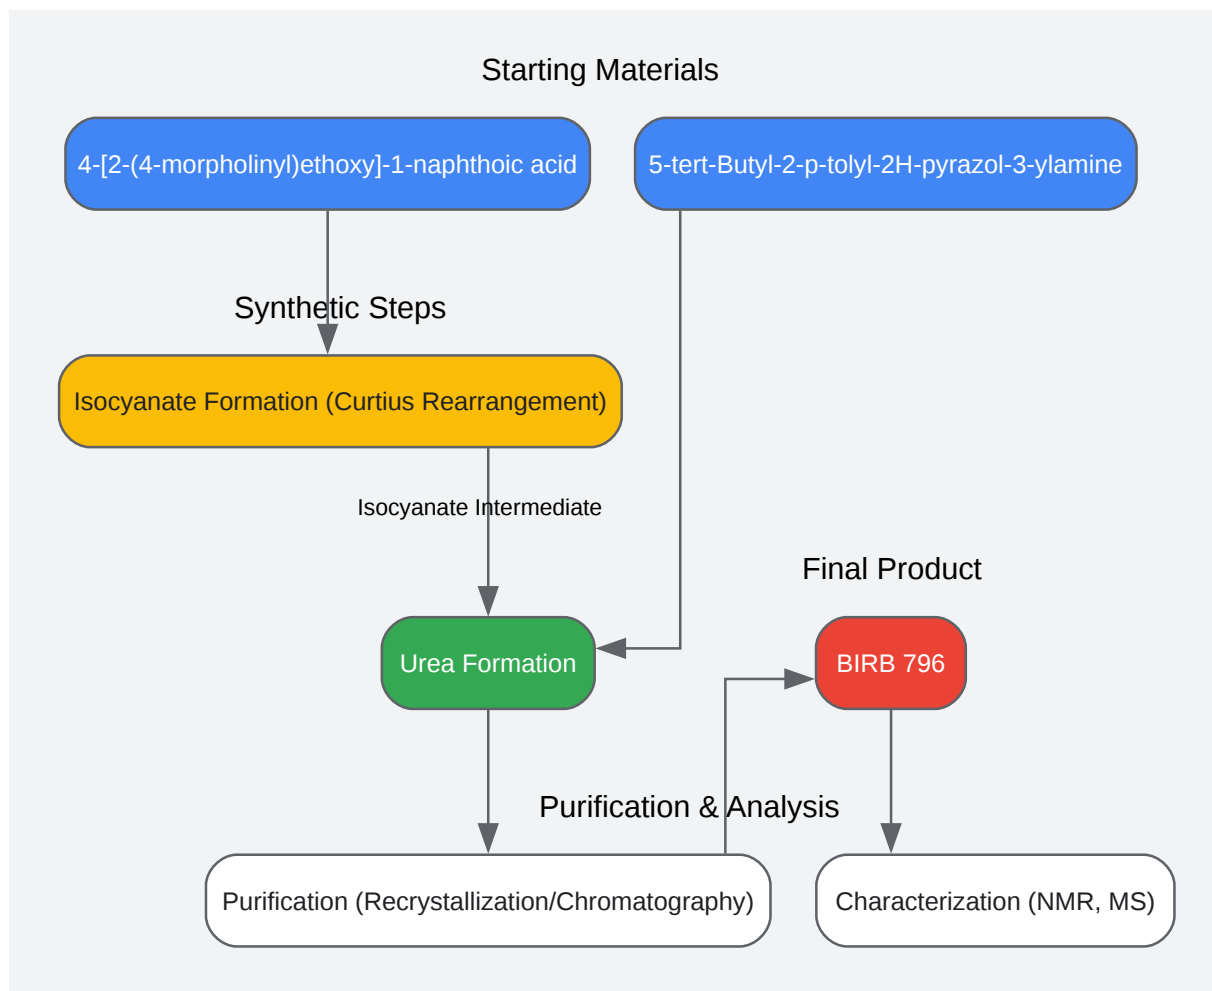 Starting Materials
4-[2-(4-morpholinyl)ethoxy]-1-naphthoic acid
5-tert-Butyl-2-p-tolyl-2H-pyrazol-3-ylamine
Synthetic Steps
Isocyanate Formation (Curtius Rearrangement)
Isocyanate Intermediate
Final Product
Urea Formation
BIRB 796
Purification & Analysis
Purification (Recrystallization/Chromatography)
Characterization (NMR, MS)